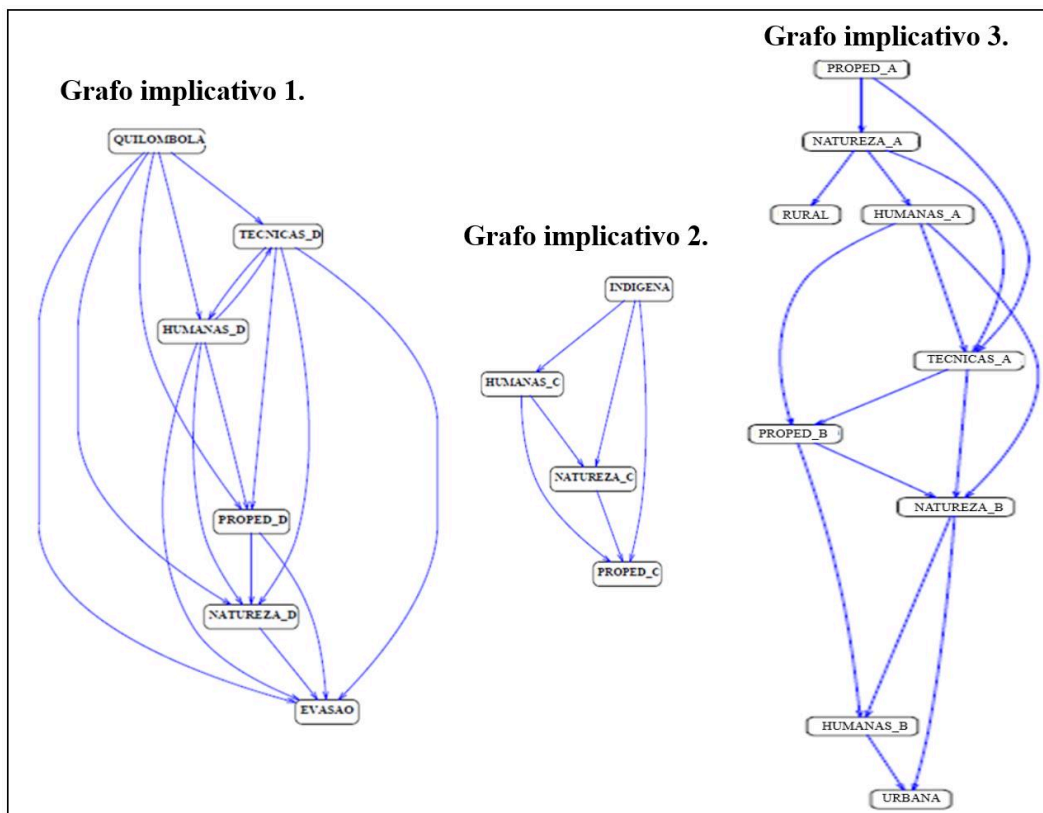 Grafo implicativo 1.
QUILOMBOLA
TECNICAS_D
HUMANAS_D
PROPED_D
NATUREZA_D
EVASAO
Grafo implicativo 2.
INDIGENA
HUMANAS_C
NATUREZA_C
PROPED_C
Grafo implicativo 3.
PROPED_A
NATUREZA_A
RURAL
HUMANAS_A
TECNICAS_A
PROPED_B
NATUREZA_B
HUMANAS_B
URBANA